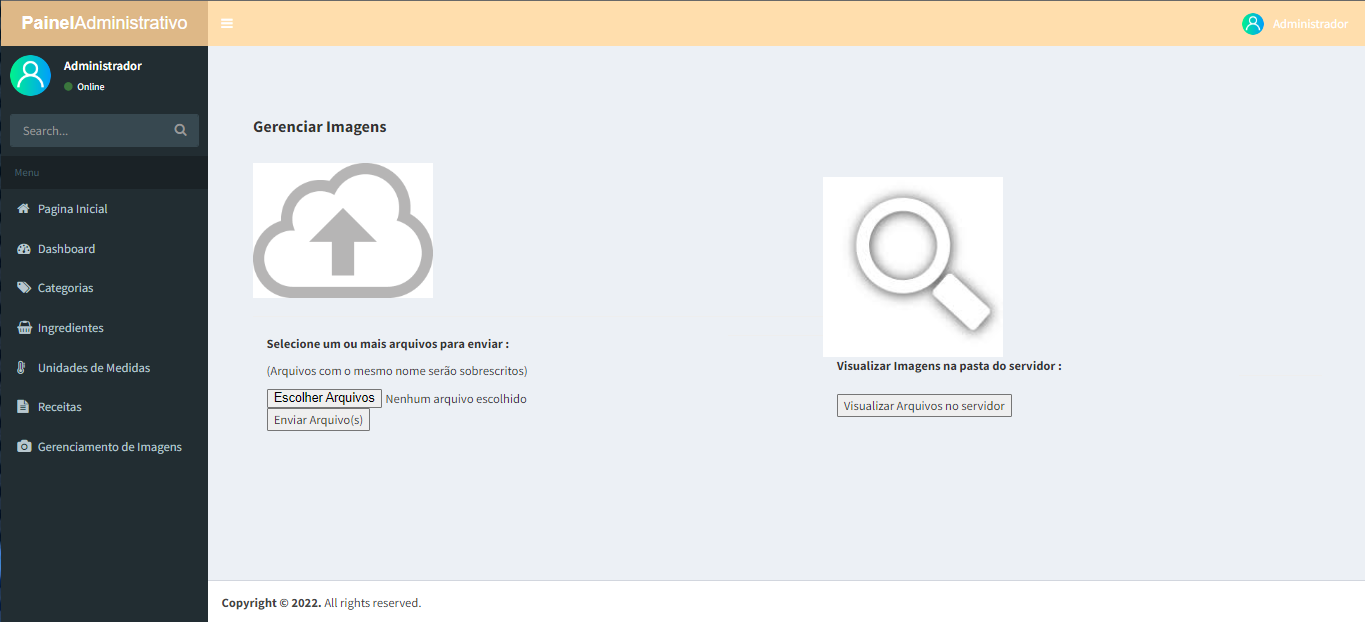 PainelAdministrativo
Administrador
Administrador
Online
Search...
Menu
Pagina Inicial
Dashboard
Categorias
Ingredientes
Unidades de Medidas
Receitas
Gerenciamento de Imagens
Gerenciar Imagens
Selecione um ou mais arquivos para enviar :
(Arquivos com o mesmo nome serão sobrescritos)
Escolher Arquivos Nenhum arquivo escolhido
Enviar Arquivo(s)
Visualizar Imagens na pasta do servidor :
Visualizar Arquivos no servidor
Copyright © 2022. All rights reserved.